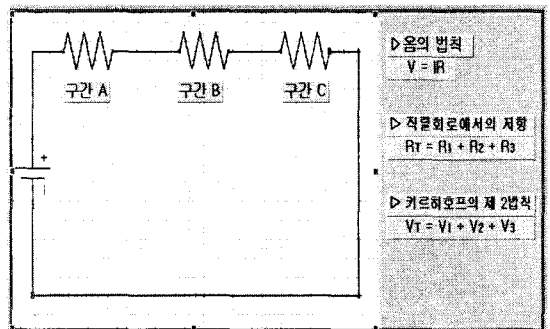 구간 A 구간 B 구간 C
+
▷옴의 법칙
V = IR
▷ 직렬회로에서의 저항
RT = R1 + R2 + R3
▷ 키르히호프의 제 2법칙
VT = V1 + V2 + V3